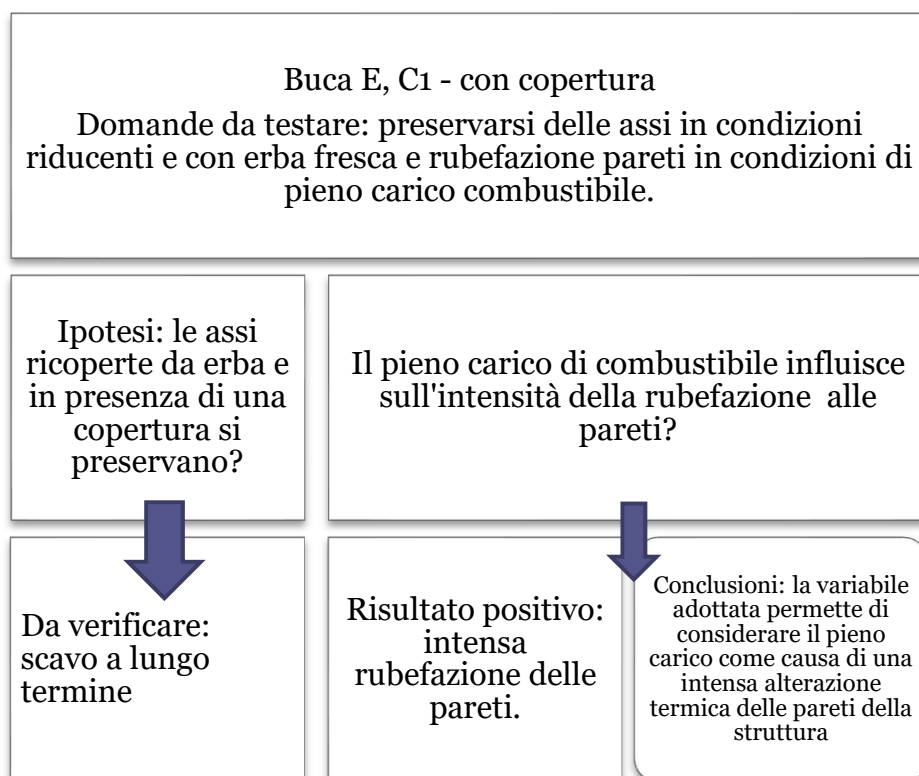 Buca E, C1 - con copertura
Domande da testare: preservarsi delle assi in condizioni
riducenti e con erba fresca e rubefazione pareti in condizioni di
pieno carico combustibile.
Ipotesi: le assi
ricoperte da erba e
in presenza di una
copertura si
preservano?
Il pieno carico di combustibile influisce
sull'intensità della rubefazione alle
pareti?
Da verificare:
scavo a lungo
termine
Risultato positivo:
intensa
rubefazione delle
pareti.
Conclusioni: la variabile
adottata permette di
considerare il pieno
carico come causa di una
intensa alterazione
termica delle pareti della
struttura